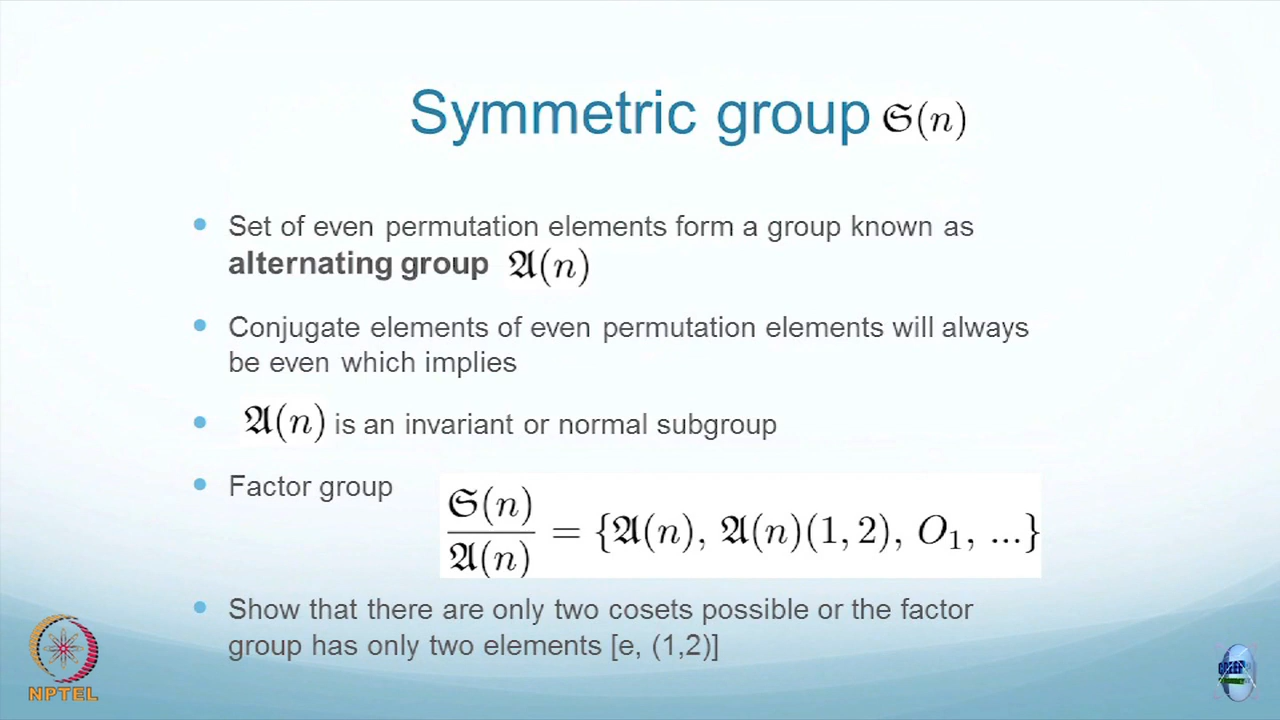 Symmetric group 𝔖(n)
• Set of even permutation elements form a group known as
alternating group 𝔄(n)
• Conjugate elements of even permutation elements will always
be even which implies
• 𝔄(n) is an invariant or normal subgroup
• Factor group 𝔖(n)/𝔄(n) = {𝔄(n), 𝔄(n)(1, 2), O₁, ...}
• Show that there are only two cosets possible or the factor
group has only two elements [e, (1,2)]
NPTEL